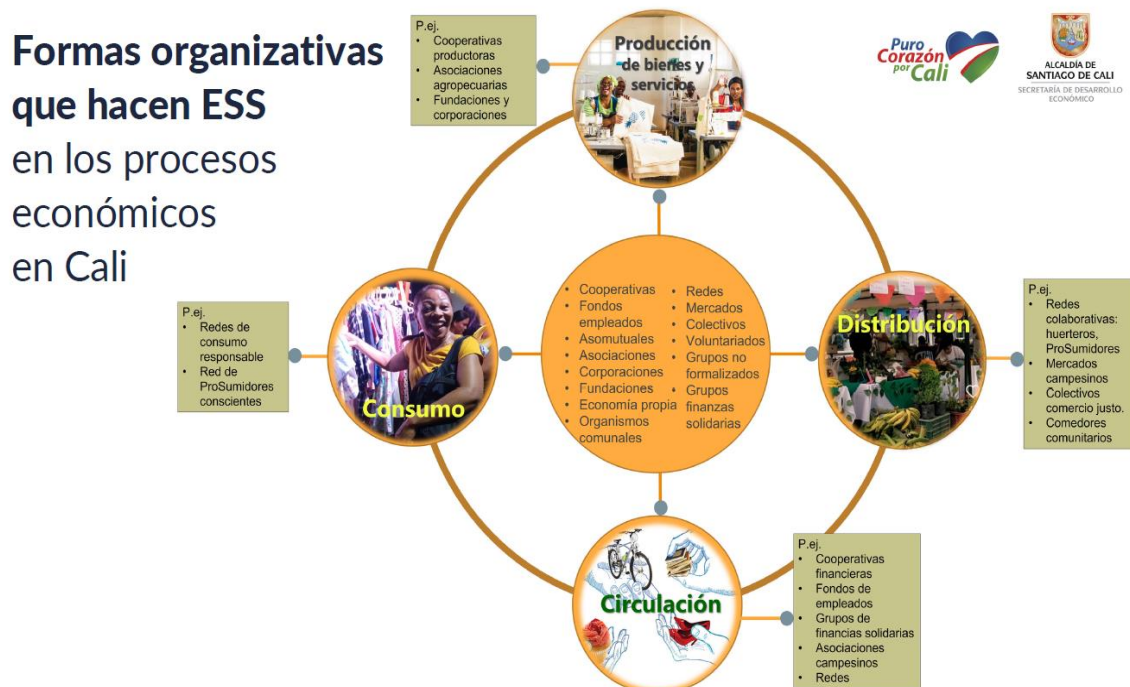 Formas organizativas
que hacen ESS
en los procesos
económicos
en Cali
P.ej.
• Cooperativas
productoras
• Asociaciones
agropecuarias
• Fundaciones y
corporaciones
Producción
de bienes y
servicios
Puro
Corazón
por Cali
ALCALDÍA DE
SANTIAGO DE CALI
SECRETARÍA DE DESARROLLO
ECONÓMICO
• Cooperativas
• Fondos
empleados
• Asomutuales
• Asociaciones
• Corporaciones
• Fundaciones
• Economía propia
• Organismos
comunales
• Redes
• Mercados
• Colectivos
• Voluntariados
• Grupos no
formalizados
• Grupos
finanzas
solidarias
P.ej.
• Redes de
consumo
responsable
• Red de
ProSumidores
conscientes
Consumo
Distribución
P.ej.
• Redes
colaborativas:
huerteros,
ProSumidores
• Mercados
campesinos
• Colectivos
comercio justo.
• Comedores
comunitarios
Circulación
P.ej.
• Cooperativas
financieras
• Fondos de
empleados
• Grupos de
financias solidarias
• Asociaciones
campesinos
• Redes